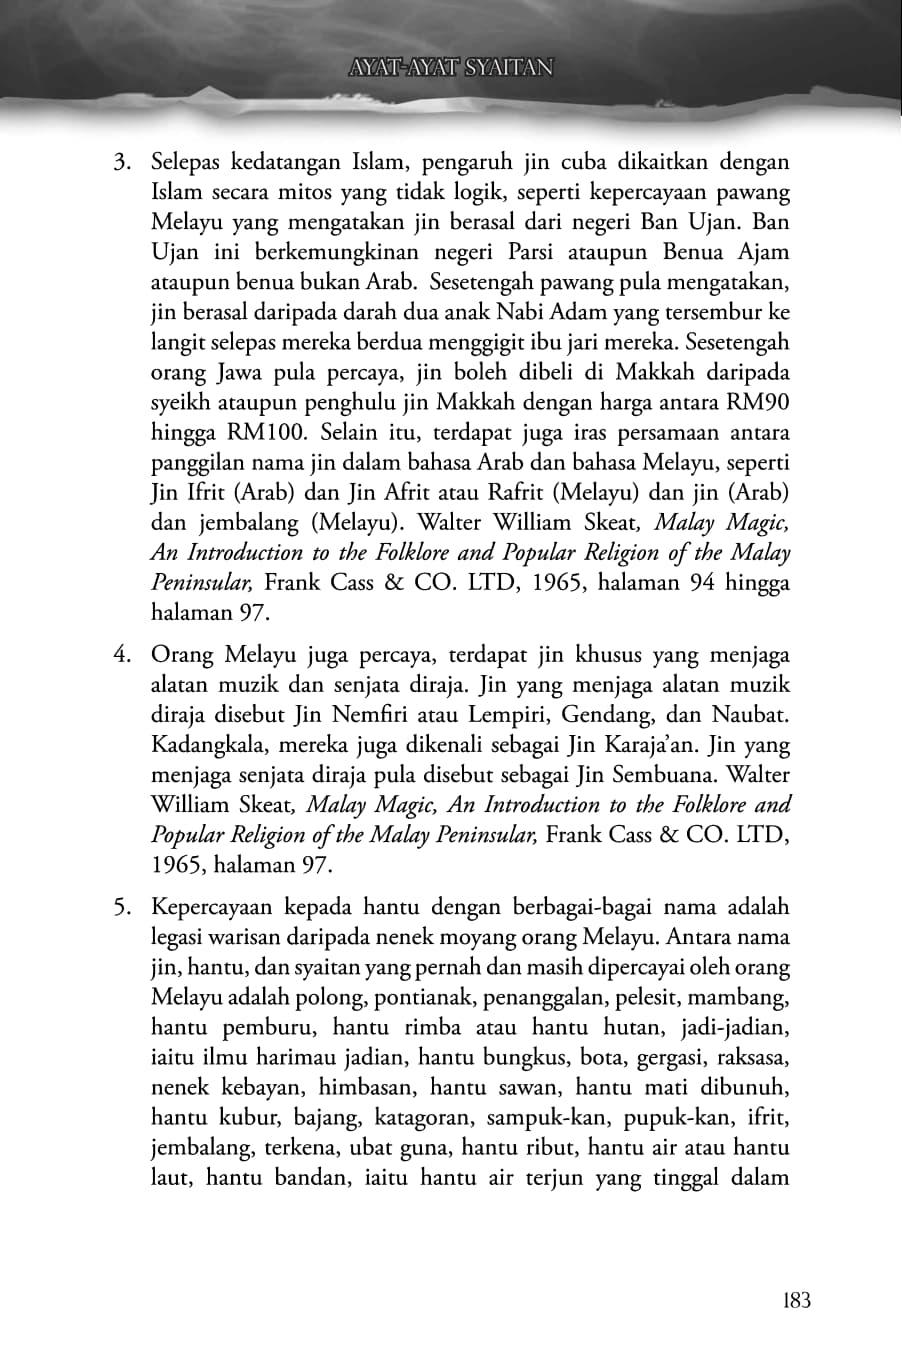 AYAT-AYAT SYAITAN
3. Selepas kedatangan Islam, pengaruh jin cuba dikaitkan dengan
Islam secara mitos yang tidak logik, seperti kepercayaan pawang
Melayu yang mengatakan jin berasal dari negeri Ban Ujan. Ban
Ujan ini berkemungkinan negeri Parsi ataupun Benua Ajam
ataupun benua bukan Arab. Sesetengah pawang pula mengatakan,
jin berasal daripada darah dua anak Nabi Adam yang tersembur ke
langit selepas mereka berdua menggigit ibu jari mereka. Sesetengah
orang Jawa pula percaya, jin boleh dibeli di Makkah daripada
syeikh ataupun penghulu jin Makkah dengan harga antara RM90
hingga RM100. Selain itu, terdapat juga iras persamaan antara
panggilan nama jin dalam bahasa Arab dan bahasa Melayu, seperti
Jin Ifrit (Arab) dan Jin Afrit atau Rafrit (Melayu) dan jin (Arab)
dan jembalang (Melayu). Walter William Skeat, Malay Magic,
An Introduction to the Folklore and Popular Religion of the Malay
Peninsular, Frank Cass & CO. LTD, 1965, halaman 94 hingga
halaman 97.
4. Orang Melayu juga percaya, terdapat jin khusus yang menjaga
alatan muzik dan senjata diraja. Jin yang menjaga alatan muzik
diraja disebut Jin Nemfiri atau Lempiri, Gendang, dan Naubat.
Kadangkala, mereka juga dikenali sebagai Jin Karaja’an. Jin yang
menjaga senjata diraja pula disebut sebagai Jin Sembuana. Walter
William Skeat, Malay Magic, An Introduction to the Folklore and
Popular Religion of the Malay Peninsular, Frank Cass & CO. LTD,
1965, halaman 97.
5. Kepercayaan kepada hantu dengan berbagai-bagai nama adalah
legasi warisan daripada nenek moyang orang Melayu. Antara nama
jin, hantu, dan syaitan yang pernah dan masih dipercayai oleh orang
Melayu adalah polong, pontianak, penanggalan, pelesit, mambang,
hantu pemburu, hantu rimba atau hantu hutan, jadi-jadian,
iaitu ilmu harimau jadian, hantu bungkus, bota, gergasi, raksasa,
nenek kebayan, himbasan, hantu sawan, hantu mati dibunuh,
hantu kubur, bajang, katagoran, sampuk-kan, pupuk-kan, ifrit,
jembalang, terkena, ubat guna, hantu ribut, hantu air atau hantu
laut, hantu bandan, iaitu hantu air terjun yang tinggal dalam
183